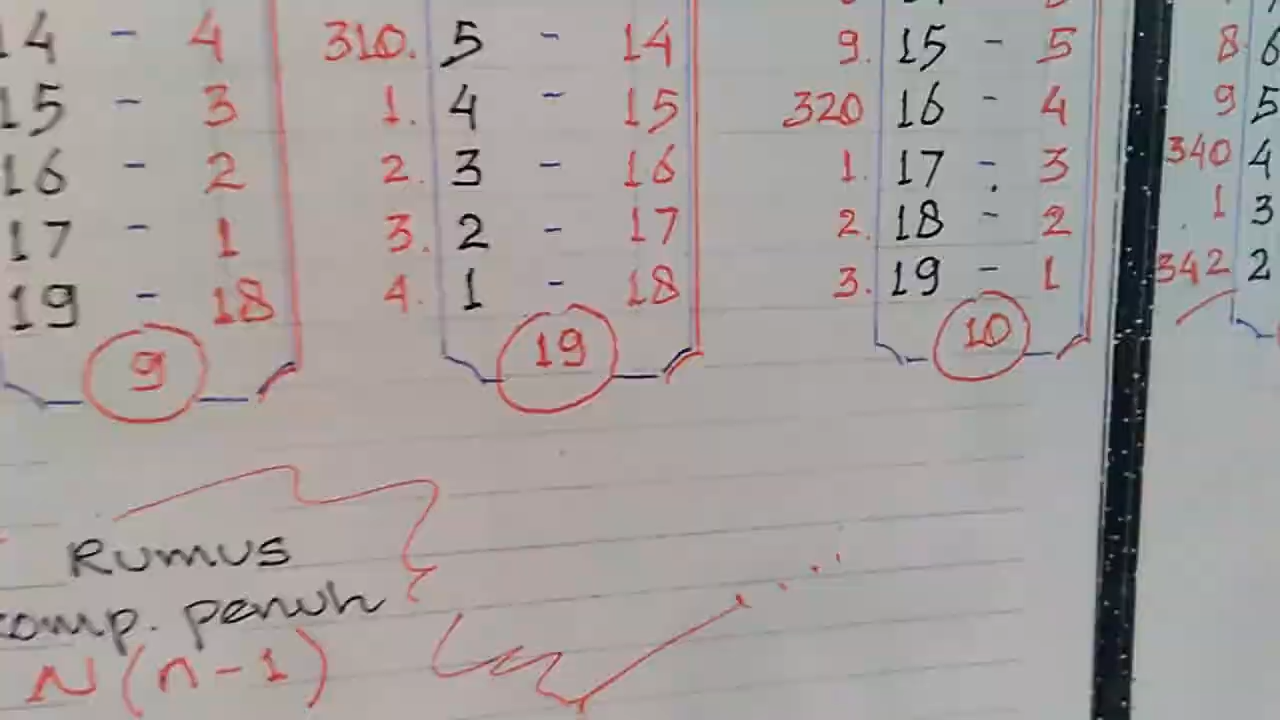 14 - 4 310. 5 - 14 9. 15 - 5 8. 6
15 - 3 1. 4 - 15 320 16 - 4 9 5
16 - 2 2. 3 - 16 1. 17 - 3 340 4
17 - 1 3. 2 - 17 2. 18 - 2 1 3
19 - 18 4. 1 - 18 3. 19 - 1 342 2
9 19 10
Rumus
comp. penuh
N(n-1)